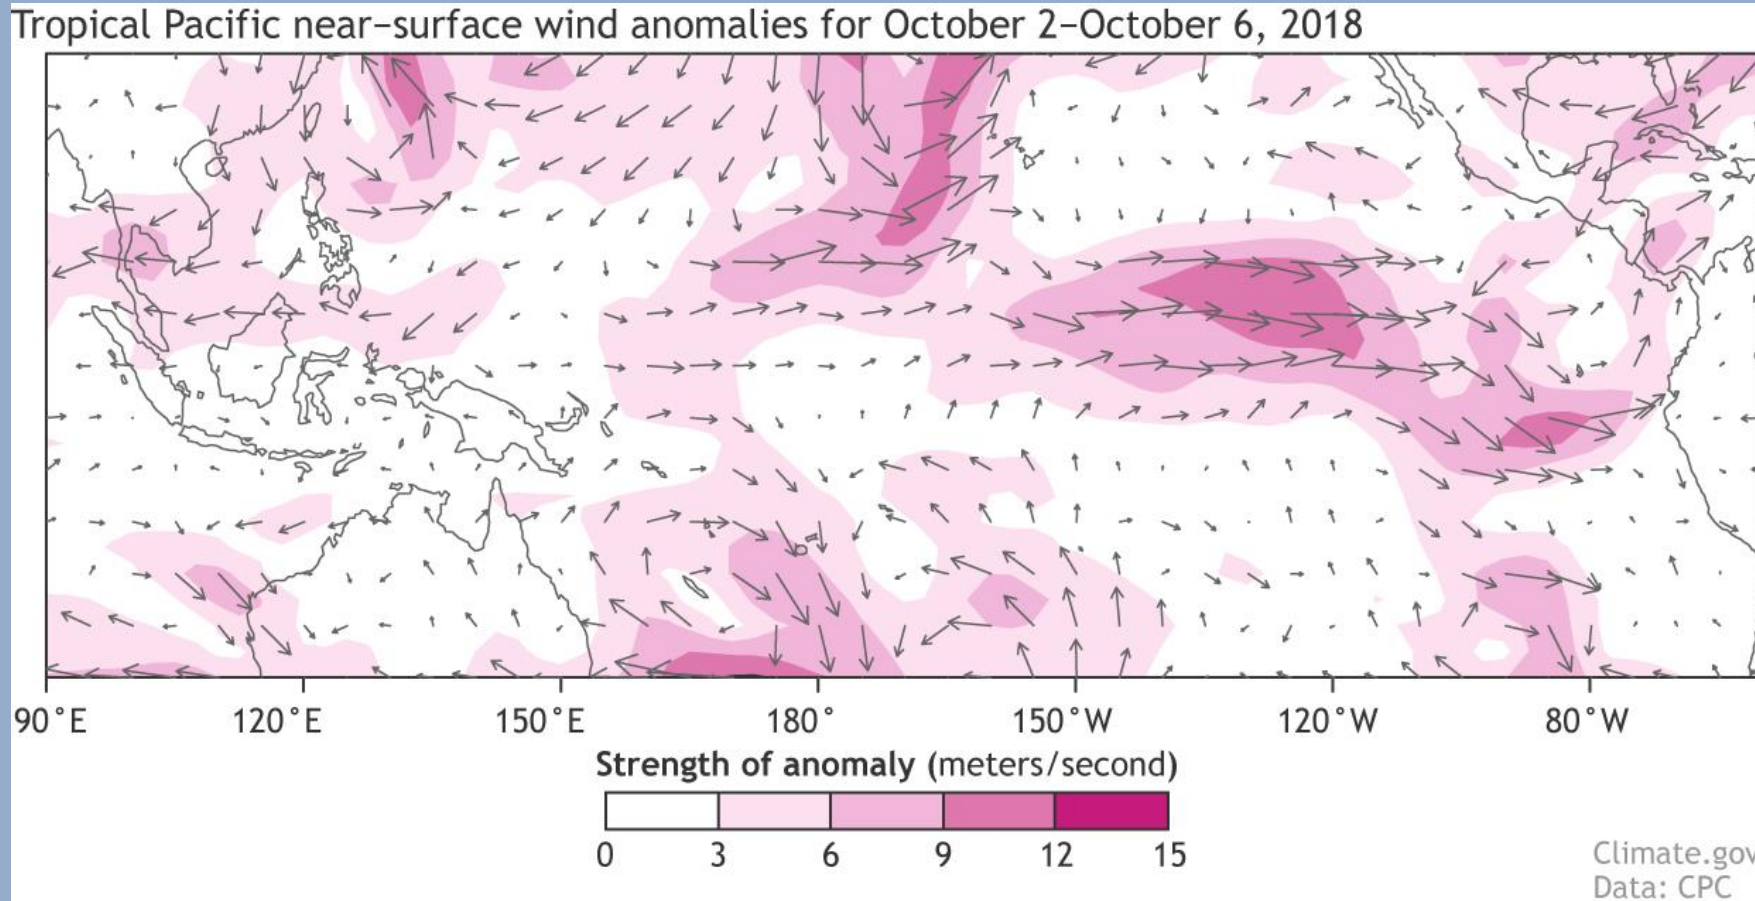 Tropical Pacific near-surface wind anomalies for October 2–October 6, 2018
90°E 120°E 150°E 180° 150°W 120°W 80°W
Strength of anomaly (meters/second)
0 3 6 9 12 15
Climate.gov
Data: CPC